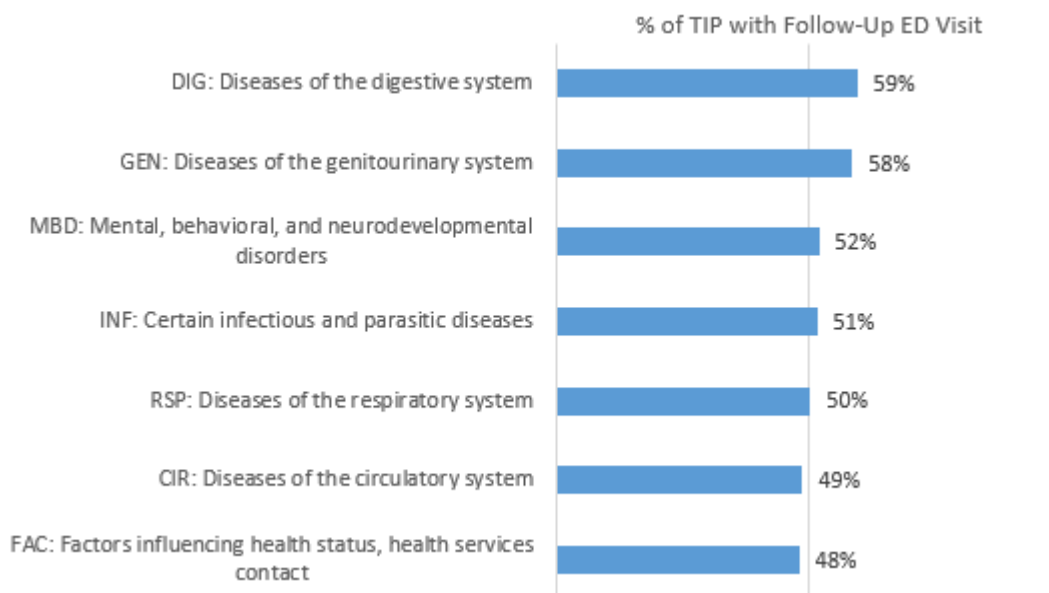 % of TIP with Follow-Up ED Visit
DIG: Diseases of the digestive system
59%
GEN: Diseases of the genitourinary system
58%
MBD: Mental, behavioral, and neurodevelopmental
disorders
52%
INF: Certain infectious and parasitic diseases
51%
RSP: Diseases of the respiratory system
50%
CIR: Diseases of the circulatory system
49%
FAC: Factors influencing health status, health services
contact
48%